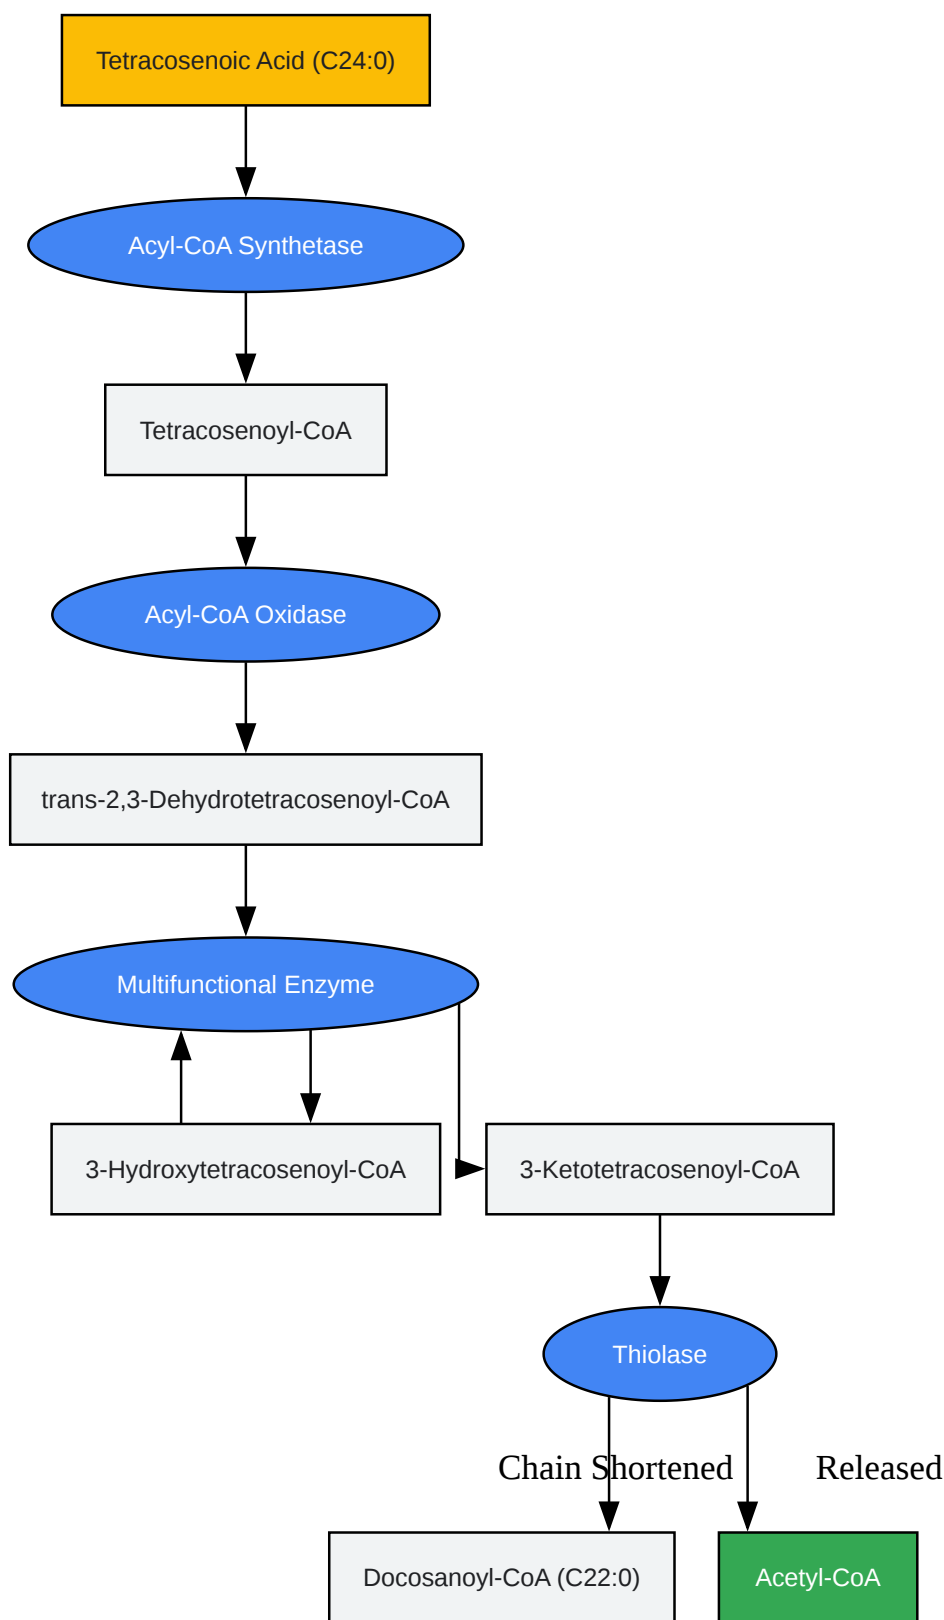 Tetracosenoic Acid (C24:0)
Acyl-CoA Synthetase
Tetracosenoyl-CoA
Acyl-CoA Oxidase
trans-2,3-Dehydrotetracosenoyl-CoA
Multifunctional Enzyme
3-Hydroxytetracosenoyl-CoA
3-Ketotetracosenoyl-CoA
Thiolase
Chain Shortened
Released
Docosanoyl-CoA (C22:0)
Acetyl-CoA